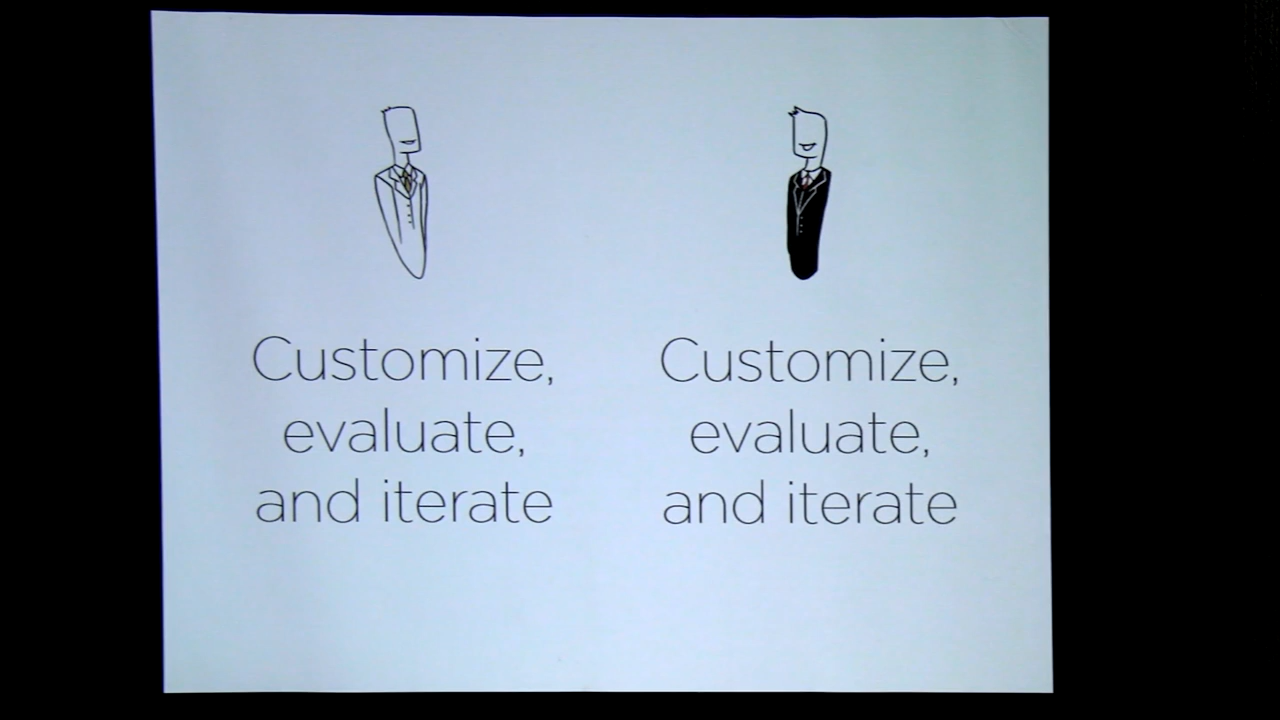 Customize,
evaluate,
and iterate
Customize,
evaluate,
and iterate